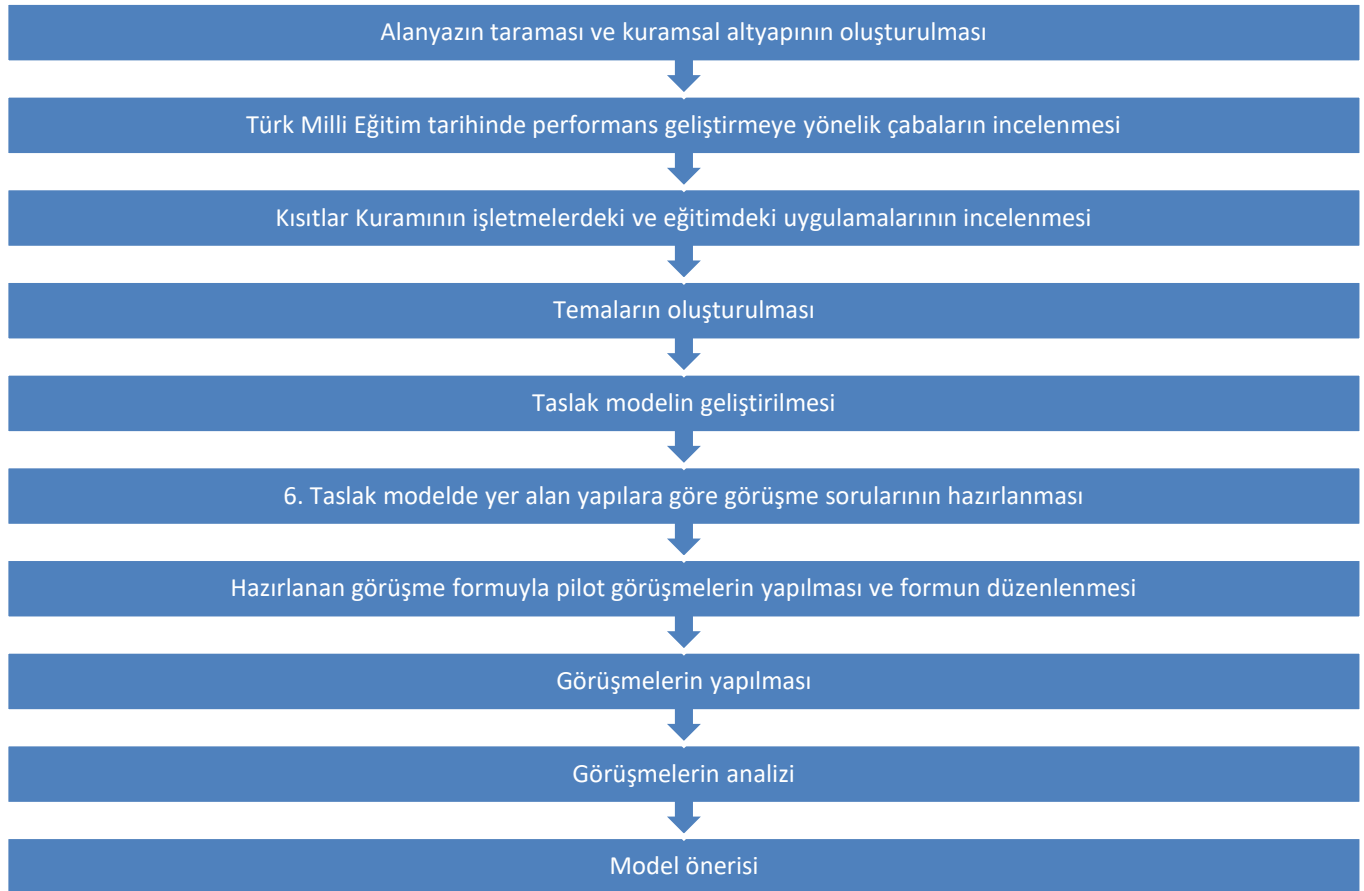 Alanyazın taraması ve kuramsal altyapının oluşturulması
Türk Milli Eğitim tarihinde performans geliştirmeye yönelik çabaların incelenmesi
Kısıtlar Kuramının işletmelerdeki ve eğitimdeki uygulamalarının incelenmesi
Temaların oluşturulması
Taslak modelin geliştirilmesi
6. Taslak modelde yer alan yapılara göre görüşme sorularının hazırlanması
Hazırlanan görüşme formuyla pilot görüşmelerin yapılması ve formun düzenlenmesi
Görüşmelerin yapılması
Görüşmelerin analizi
Model önerisi